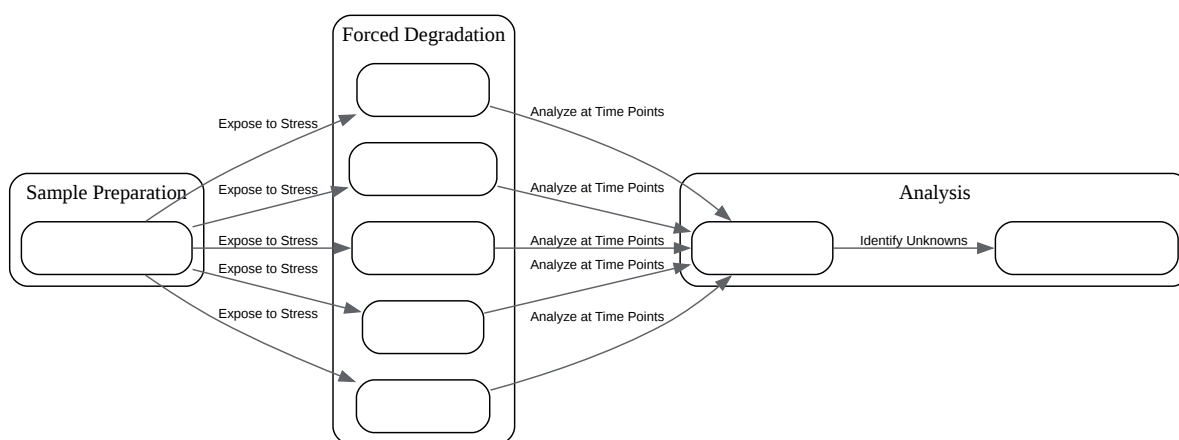 Forced Degradation
Expose to Stress
Analyze at Time Points
Sample Preparation
Expose to Stress
Analyze at Time Points
Analysis
Expose to Stress
Analyze at Time Points
Identify Unknowns
Expose to Stress
Analyze at Time Points
Expose to Stress
Analyze at Time Points